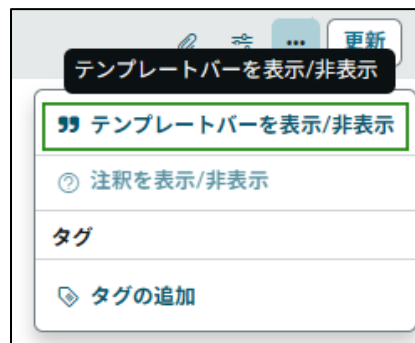 ... 更新
テンプレートバーを表示/非表示
テンプレートバーを表示/非表示
注釈を表示/非表示
タグ
タグの追加